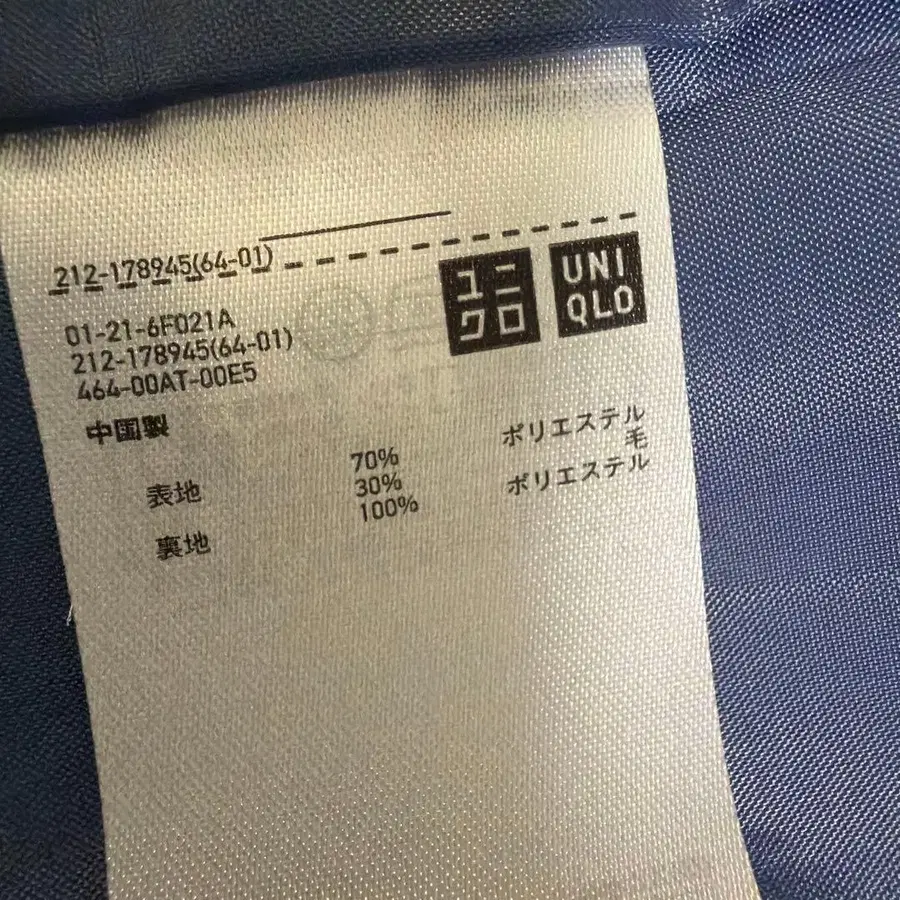 212-178945(64-01)
ユニ
クロ
UNI
QLO
01-21-6F021A
212-178945(64-01)
464-00AT-00E5
中国製
表地 70% ポリエステル
30% 毛
裏地 100% ポリエステル